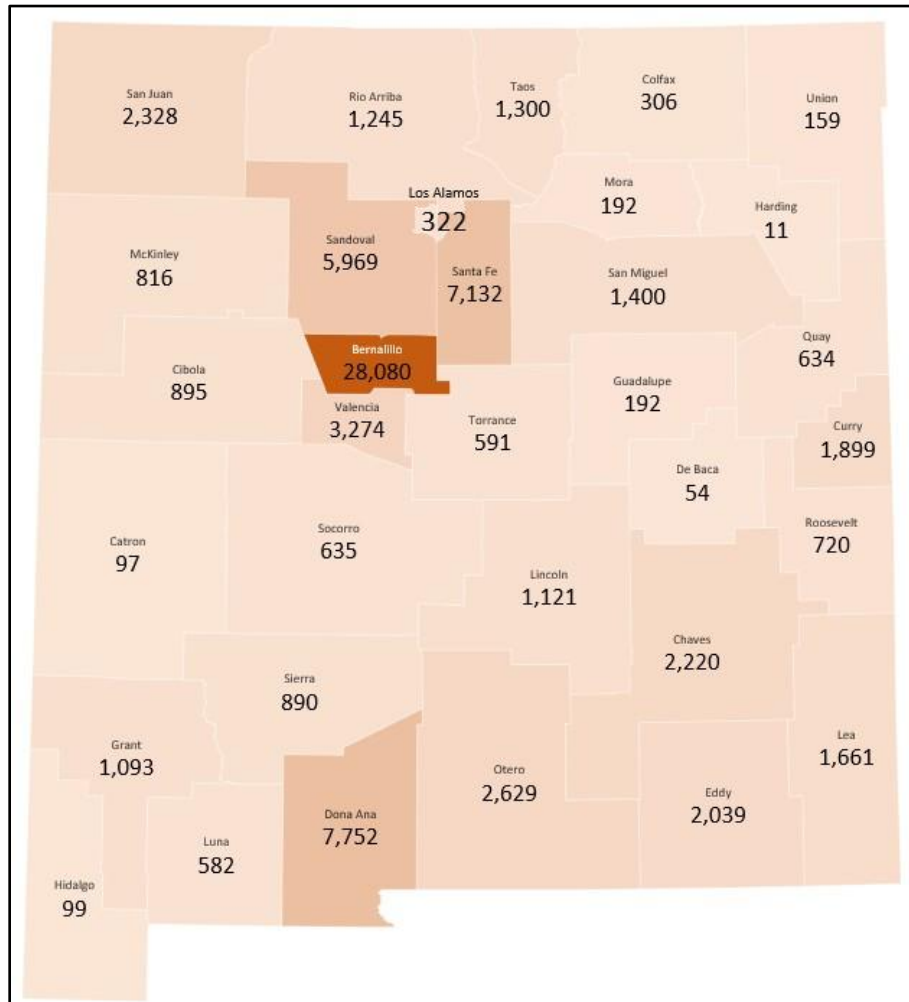 San Juan
2,328
Rio Arriba
1,245
Taos
1,300
Colfax
306
Union
159
Los Alamos
322
Mora
192
Harding
11
McKinley
816
Sandoval
5,969
Santa Fe
7,132
San Miguel
1,400
Quay
634
Cibola
895
Bernalillo
28,080
Valencia
3,274
Torrance
591
Guadalupe
192
Curry
1,899
De Baca
54
Roosevelt
720
Catron
97
Socorro
635
Lincoln
1,121
Chaves
2,220
Sierra
890
Grant
1,093
Otero
2,629
Eddy
2,039
Lea
1,661
Dona Ana
7,752
Luna
582
Hidalgo
99